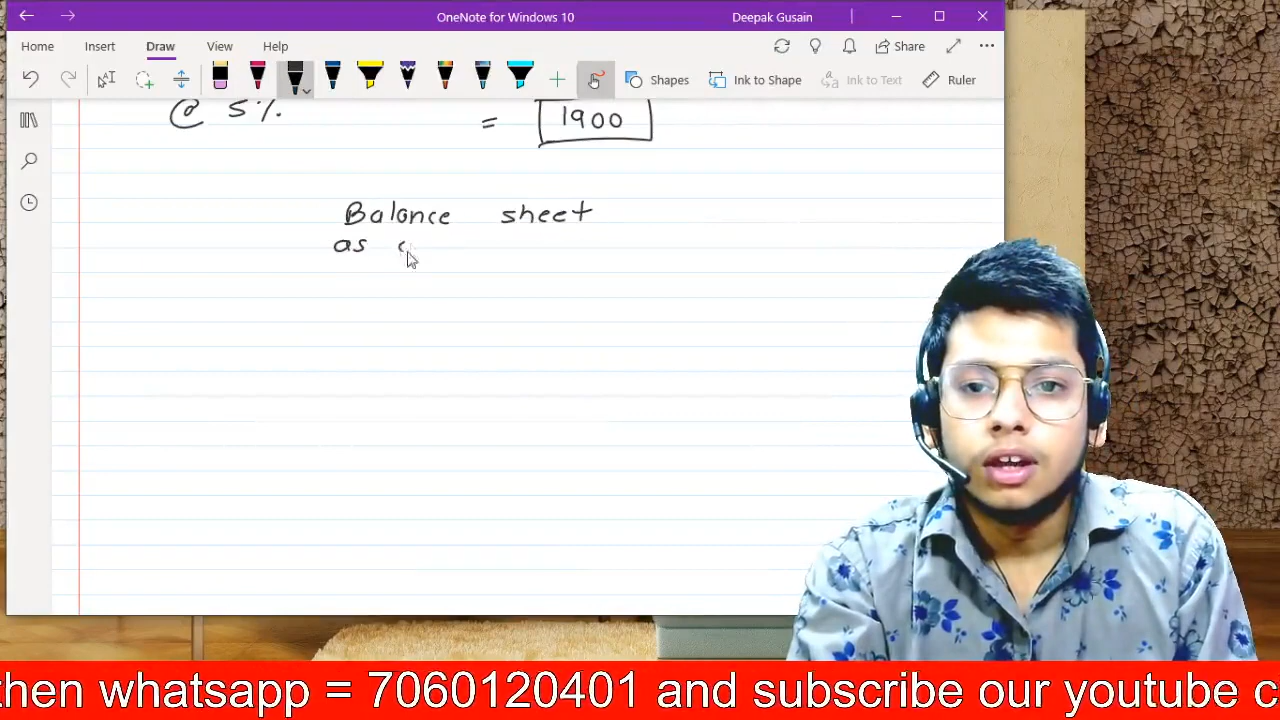 OneNote for Windows 10
Deepak Gusain
Home Insert Draw View Help
Share
Shapes Ink to Shape Ink to Text Ruler
@ 5%
= 1900
Balance sheet
as
then whatsapp = 7060120401 and subscribe our youtube c